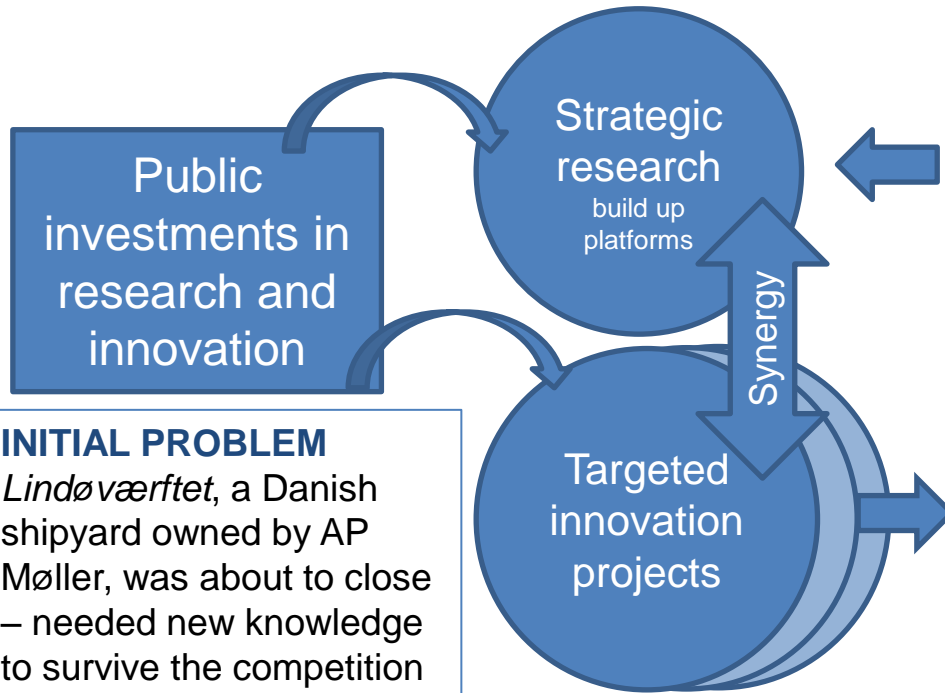 Public
investments in
research and
innovation
Strategic
research
build up
platforms
Synergy
Targeted
innovation
projects
INITIAL PROBLEM
Lindøværftet, a Danish
shipyard owned by AP
Møller, was about to close
– needed new knowledge
to survive the competition